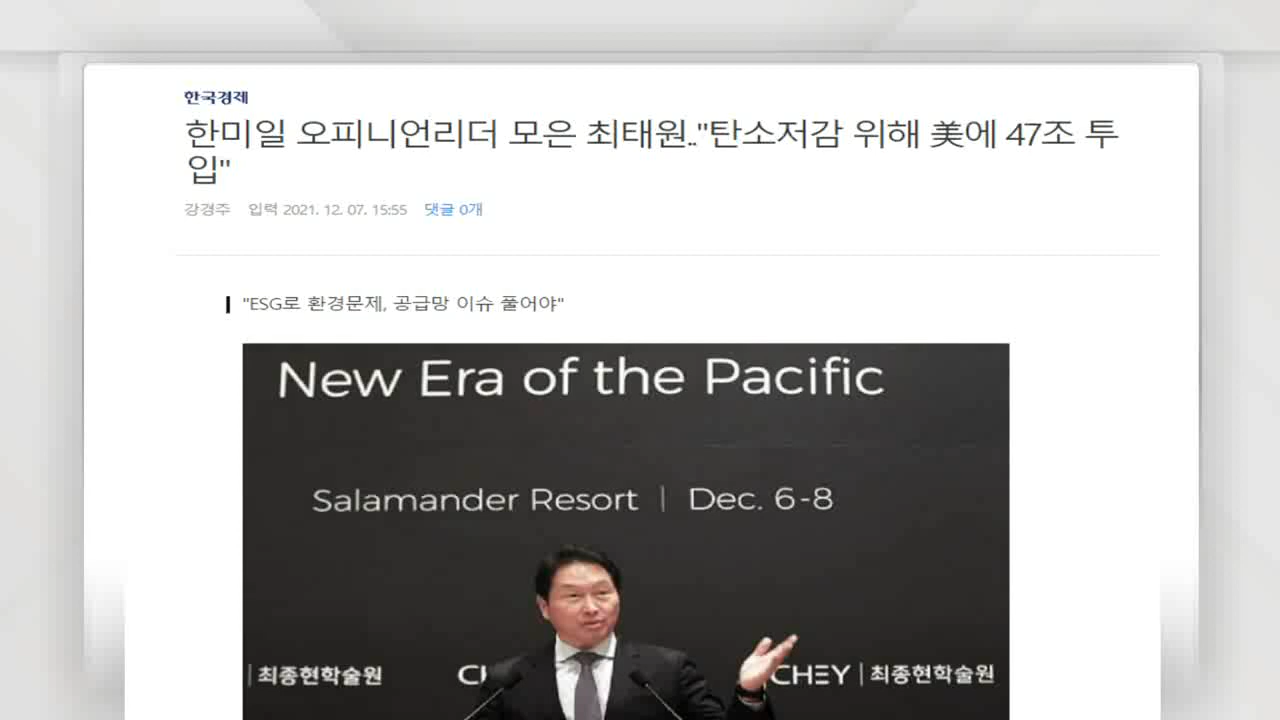 한국경제
한미일 오피니언리더 모은 최태원.."탄소저감 위해 美에 47조 투
입"
강경주 입력 2021. 12. 07. 15:55 댓글 0개
"ESG로 환경문제, 공급망 이슈 풀어야"
New Era of the Pacific
Salamander Resort | Dec. 6-8
| 최종현학술원 CHEY | 최종현학술원